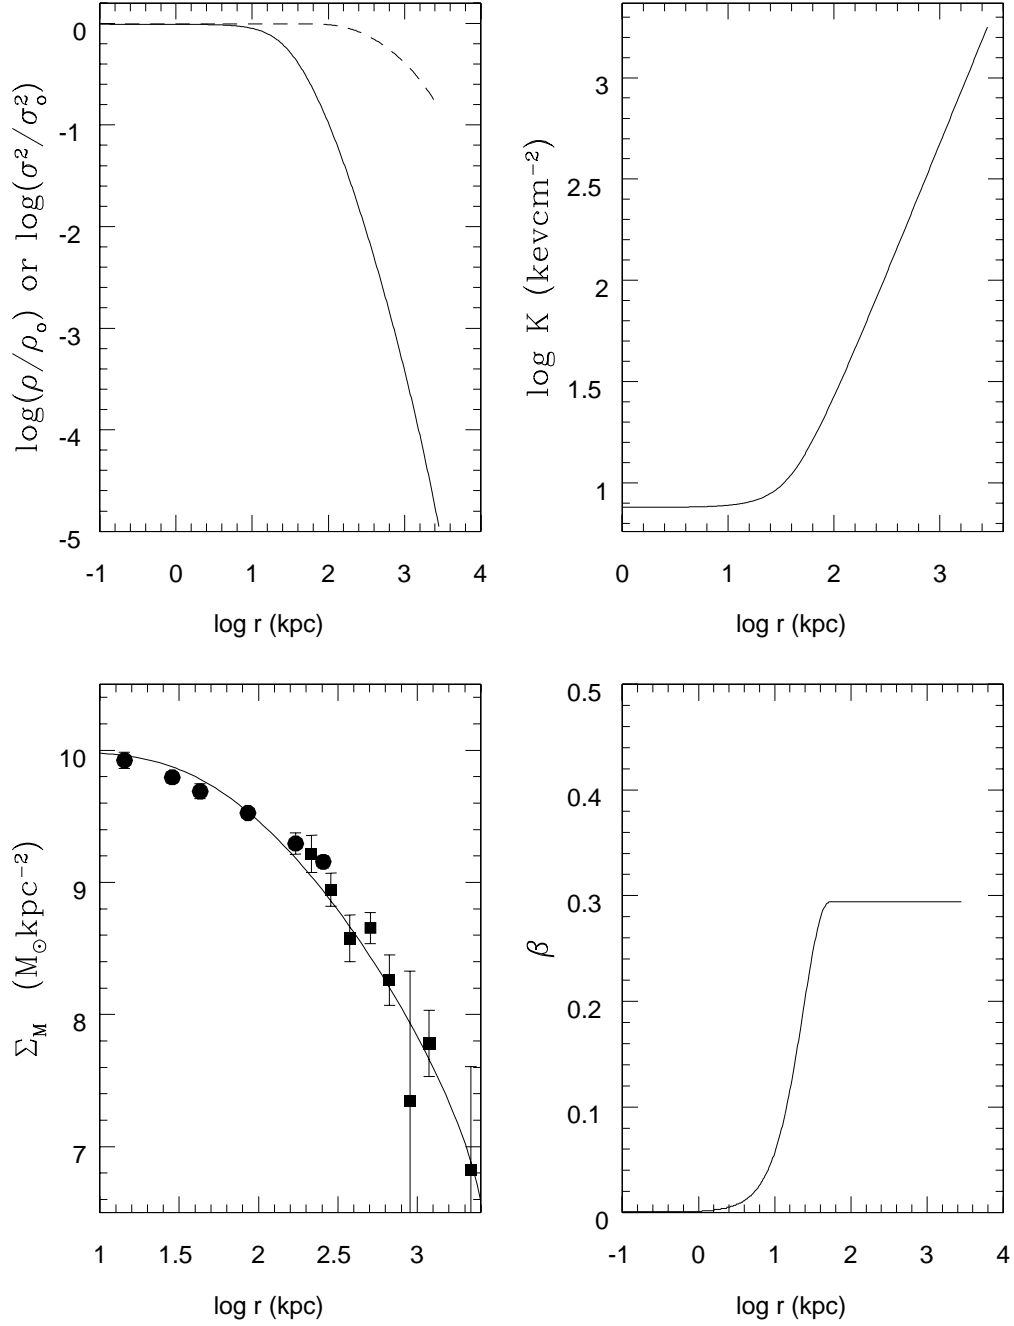 log(ρ/ρ₀) or log(σ²/σ₀²)
0
-1
-2
-3
-4
-5
-1 0 1 2 3 4
log r (kpc)
log K (kevcm⁻²)
3
2.5
2
1.5
1
0 1 2 3
log r (kpc)
Σ_M (M_⊙kpc⁻²)
10
9
8
7
1 1.5 2 2.5 3
log r (kpc)
β
0.5
0.4
0.3
0.2
0.1
0
-1 0 1 2 3 4
log r (kpc)